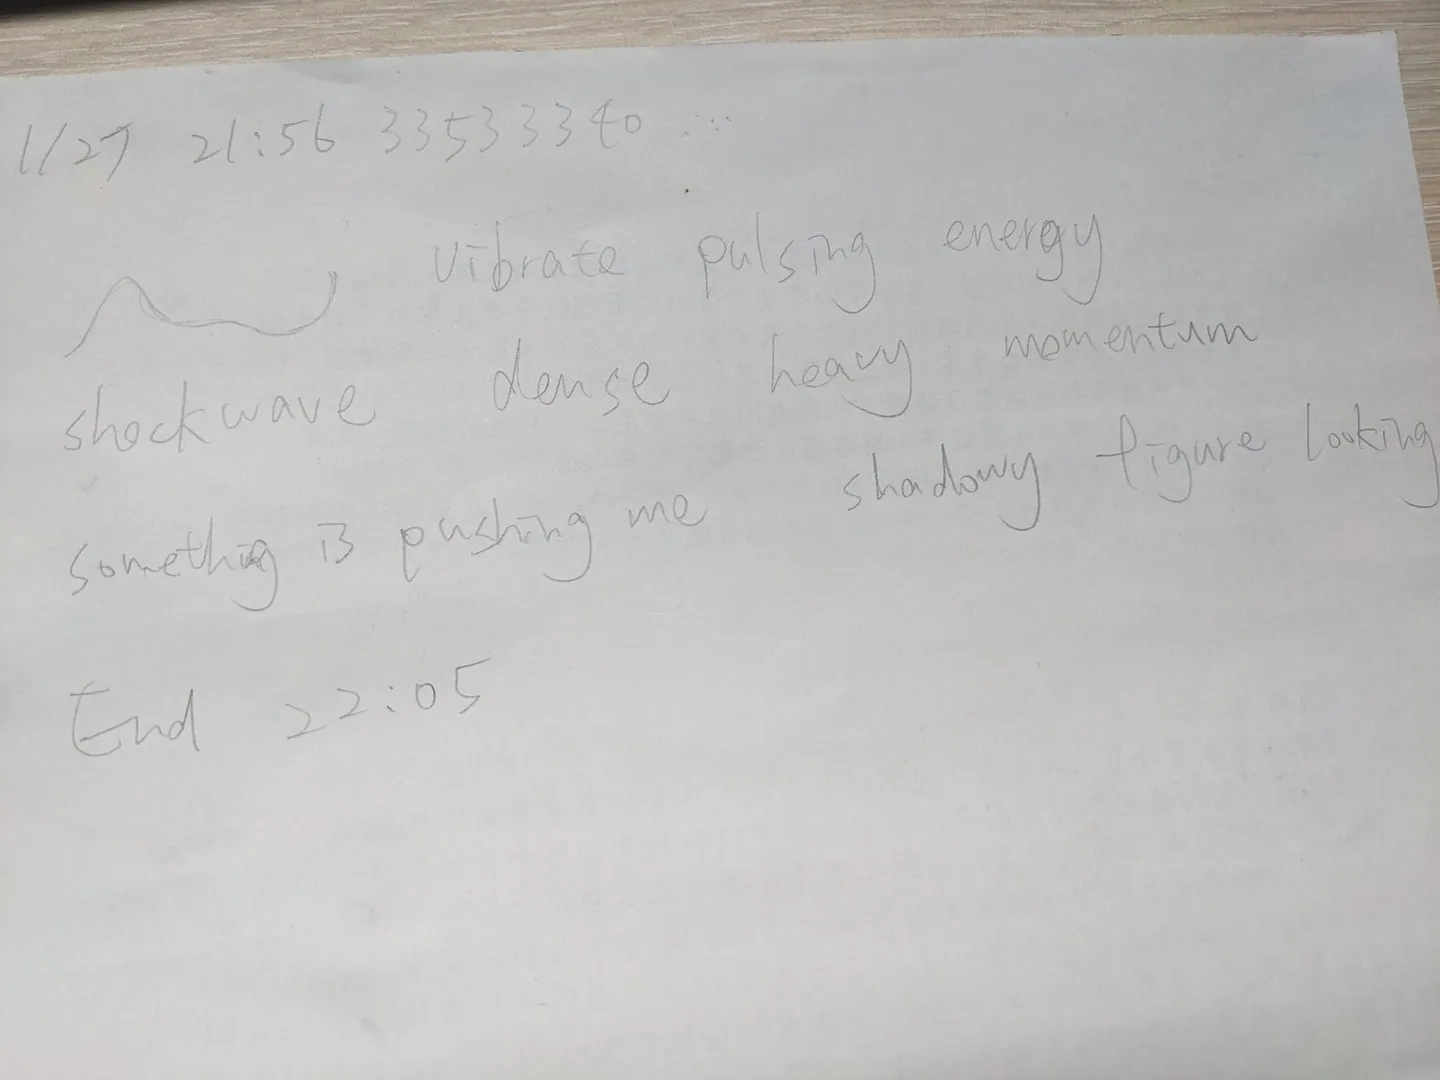 1/27 21:56 33533340 ...
vibrate pulsing energy
shockwave dense heavy momentum
something is pushing me shadowy figure looking
End 22:05